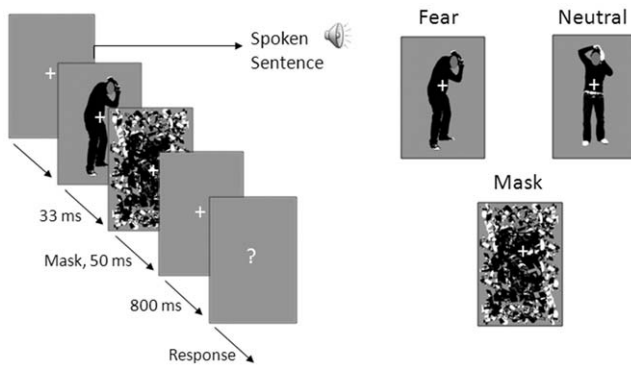 Spoken
Sentence
?
33 ms
Mask, 50 ms
800 ms
Response
Fear
Neutral
Mask